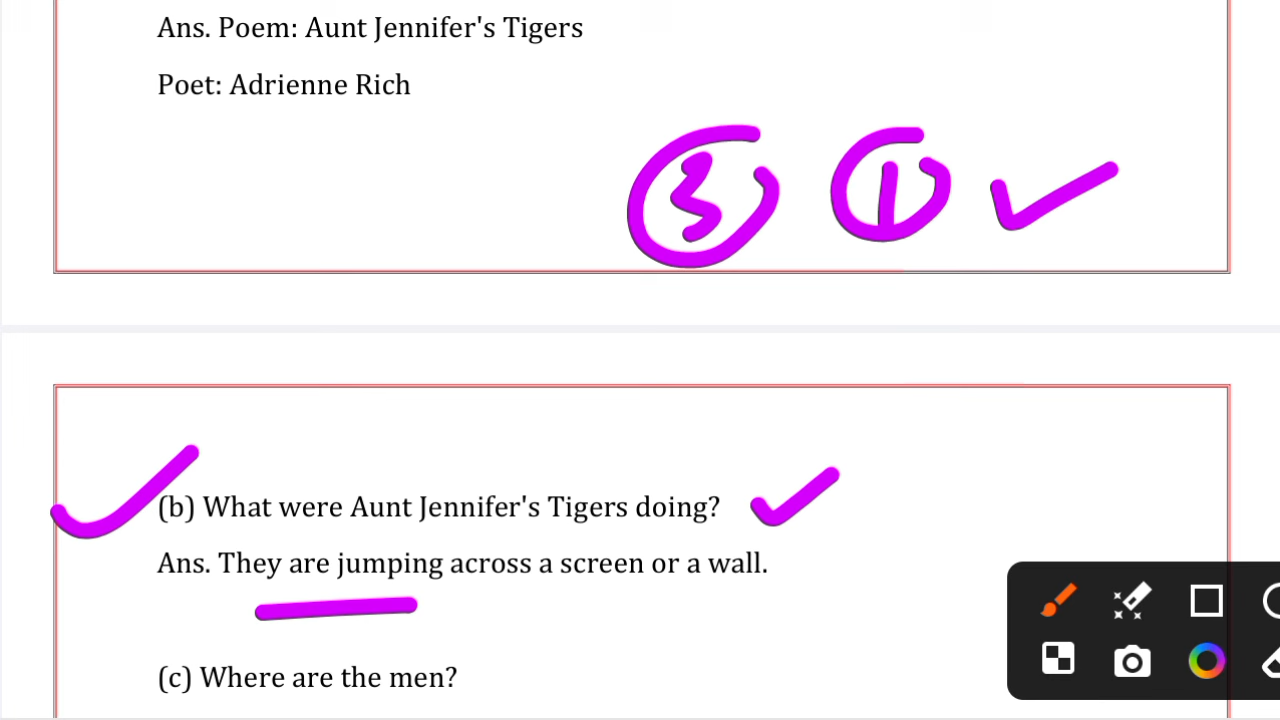 Ans. Poem: Aunt Jennifer's Tigers
Poet: Adrienne Rich
3 1
(b) What were Aunt Jennifer's Tigers doing?
Ans. They are jumping across a screen or a wall.
(c) Where are the men?